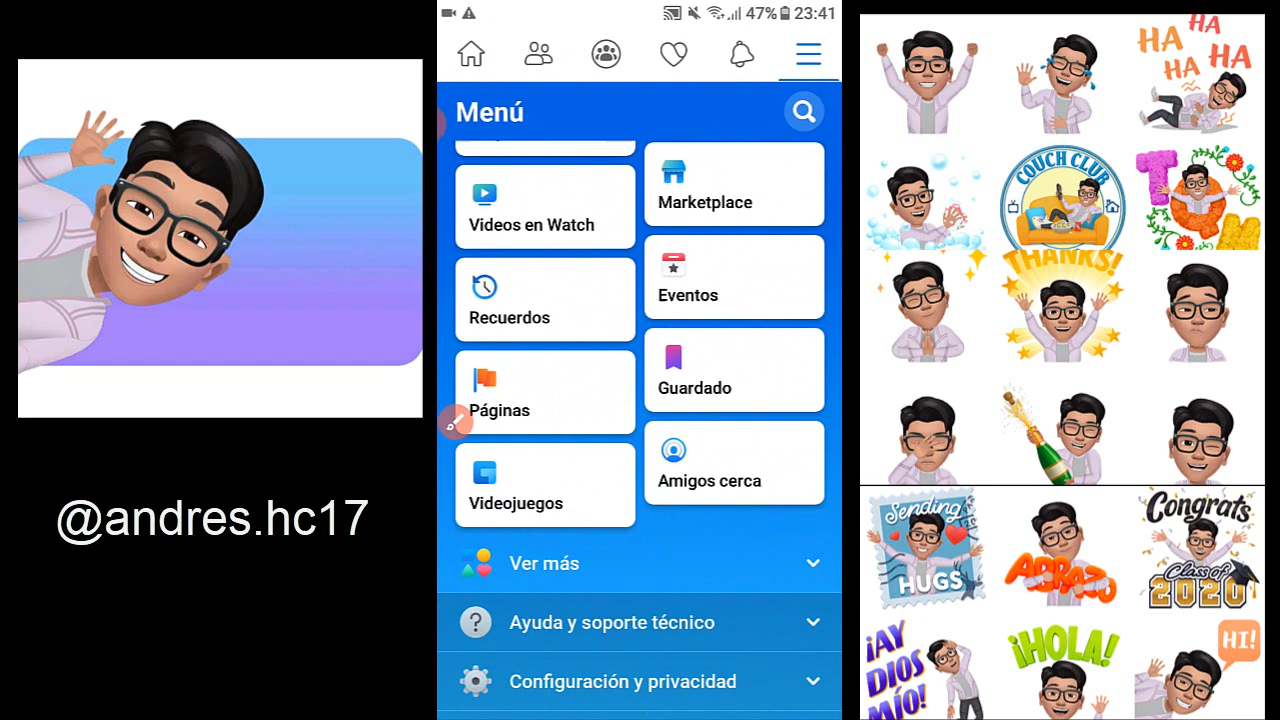 @andres.hc17
47% 23:41
Menú
Videos en Watch
Marketplace
Recuerdos
Eventos
Páginas
Guardado
Videojuegos
Amigos cerca
Ver más
Ayuda y soporte técnico
Configuración y privacidad
HA HA HA HA HA
COUCH CLUB
TQM
THANKS!
Sending
HUGS
ABRAZO
Congrats
Class of
2020
¡AY
DIOS
MÍO!
¡HOLA!
HI!